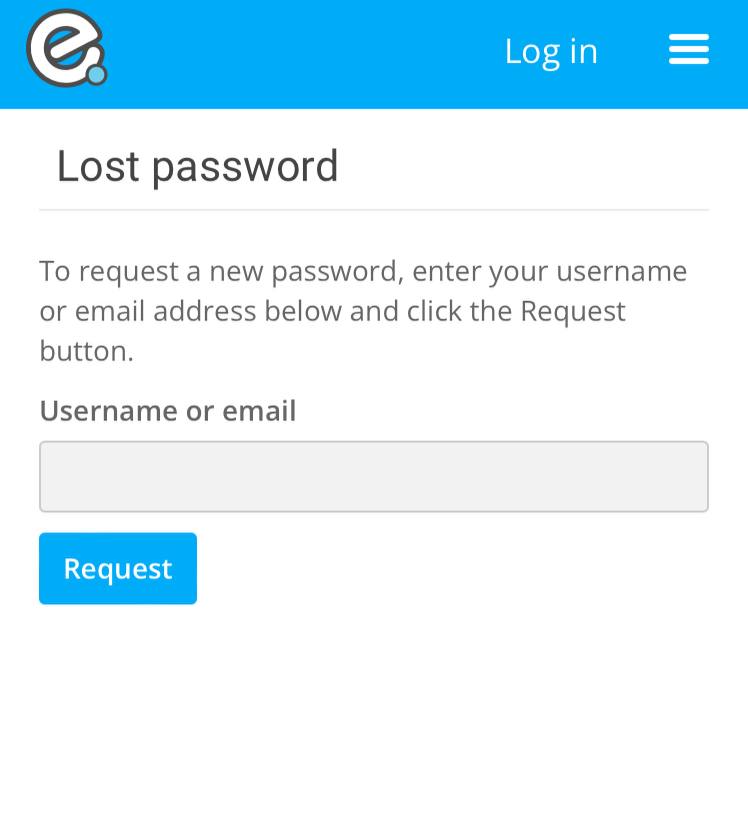 Log in
Lost password
To request a new password, enter your username
or email address below and click the Request
button.
Username or email
Request